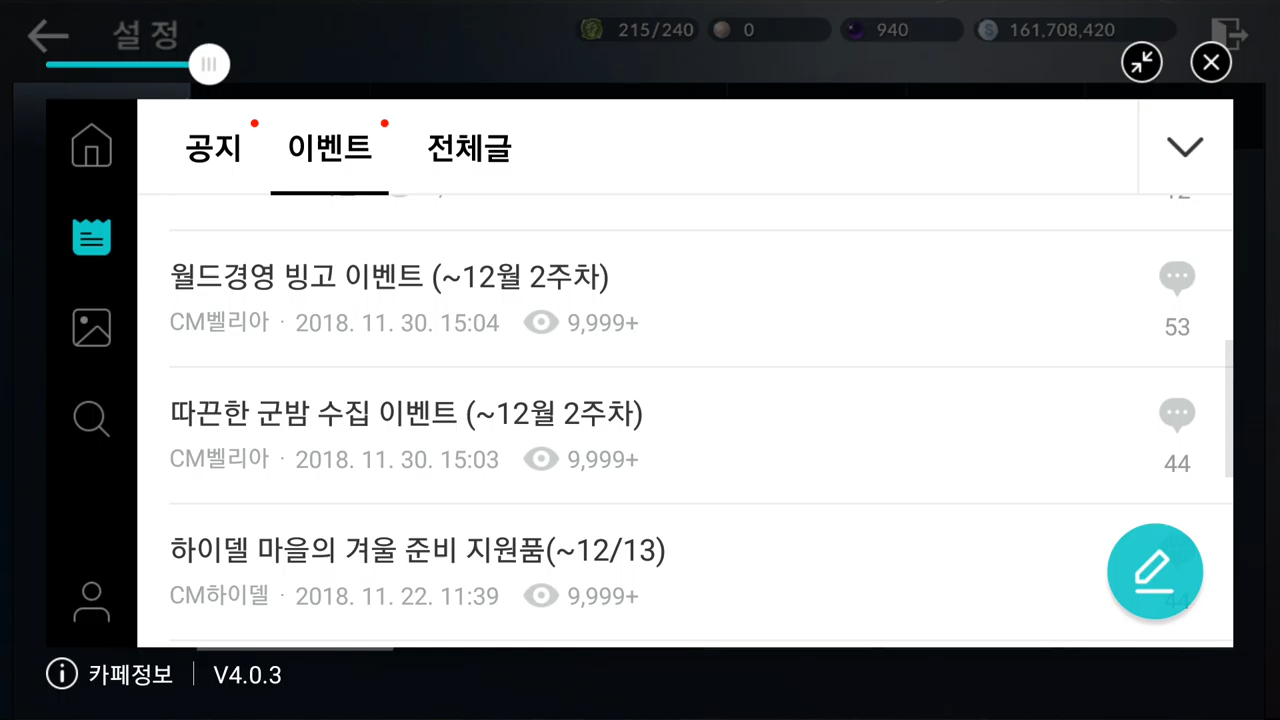 설정
215/240
0
940
161,708,420
공지
이벤트
전체글
월드경영 빙고 이벤트 (~12월 2주차)
CM벨리아 · 2018. 11. 30. 15:04
9,999+
53
따끈한 군밤 수집 이벤트 (~12월 2주차)
CM벨리아 · 2018. 11. 30. 15:03
9,999+
44
하이델 마을의 겨울 준비 지원품(~12/13)
CM하이델 · 2018. 11. 22. 11:39
9,999+
44
카페정보
V4.0.3